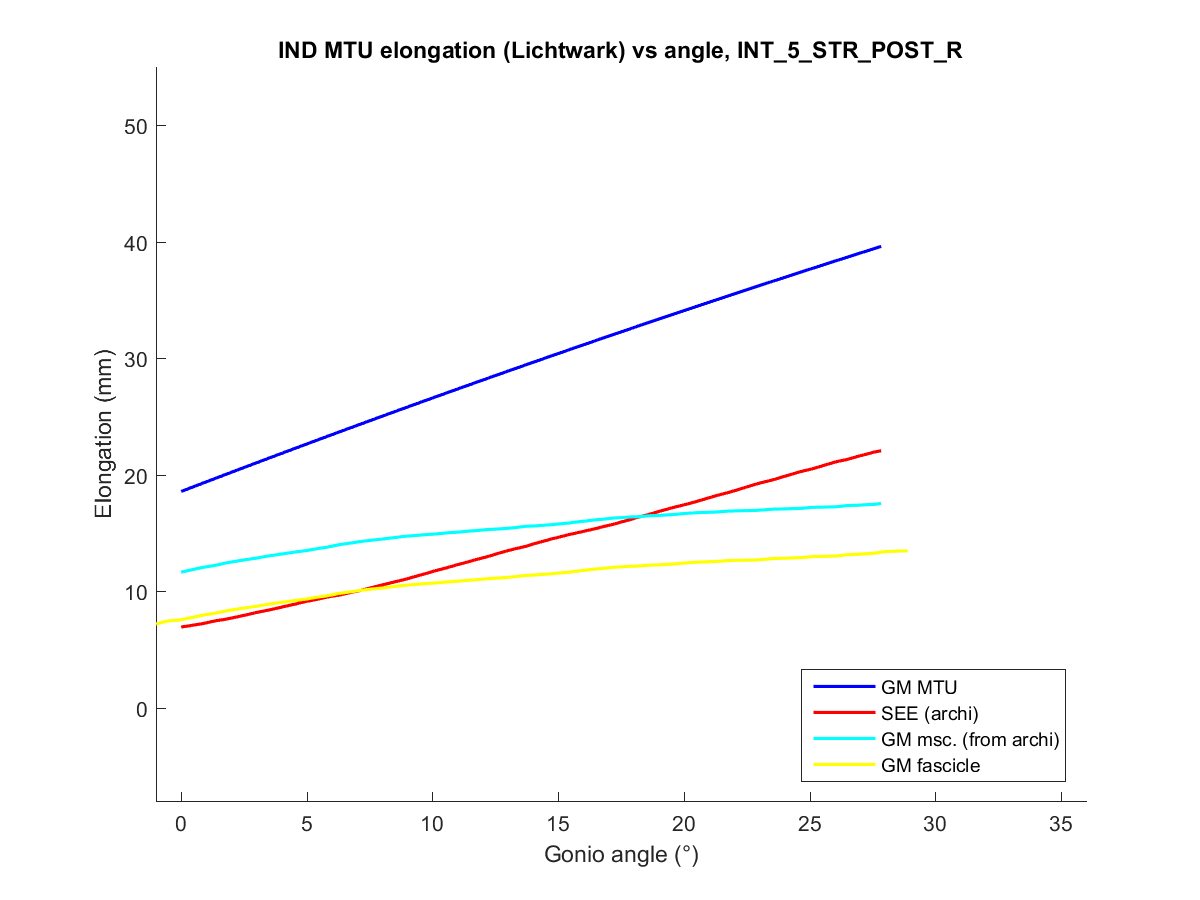 IND MTU elongation (Lichtwark) vs angle, INT_5_STR_POST_R
50
40
30
20
10
0
Elongation (mm)
GM MTU
SEE (archi)
GM msc. (from archi)
GM fascicle
0 5 10 15 20 25 30 35
Gonio angle (°)